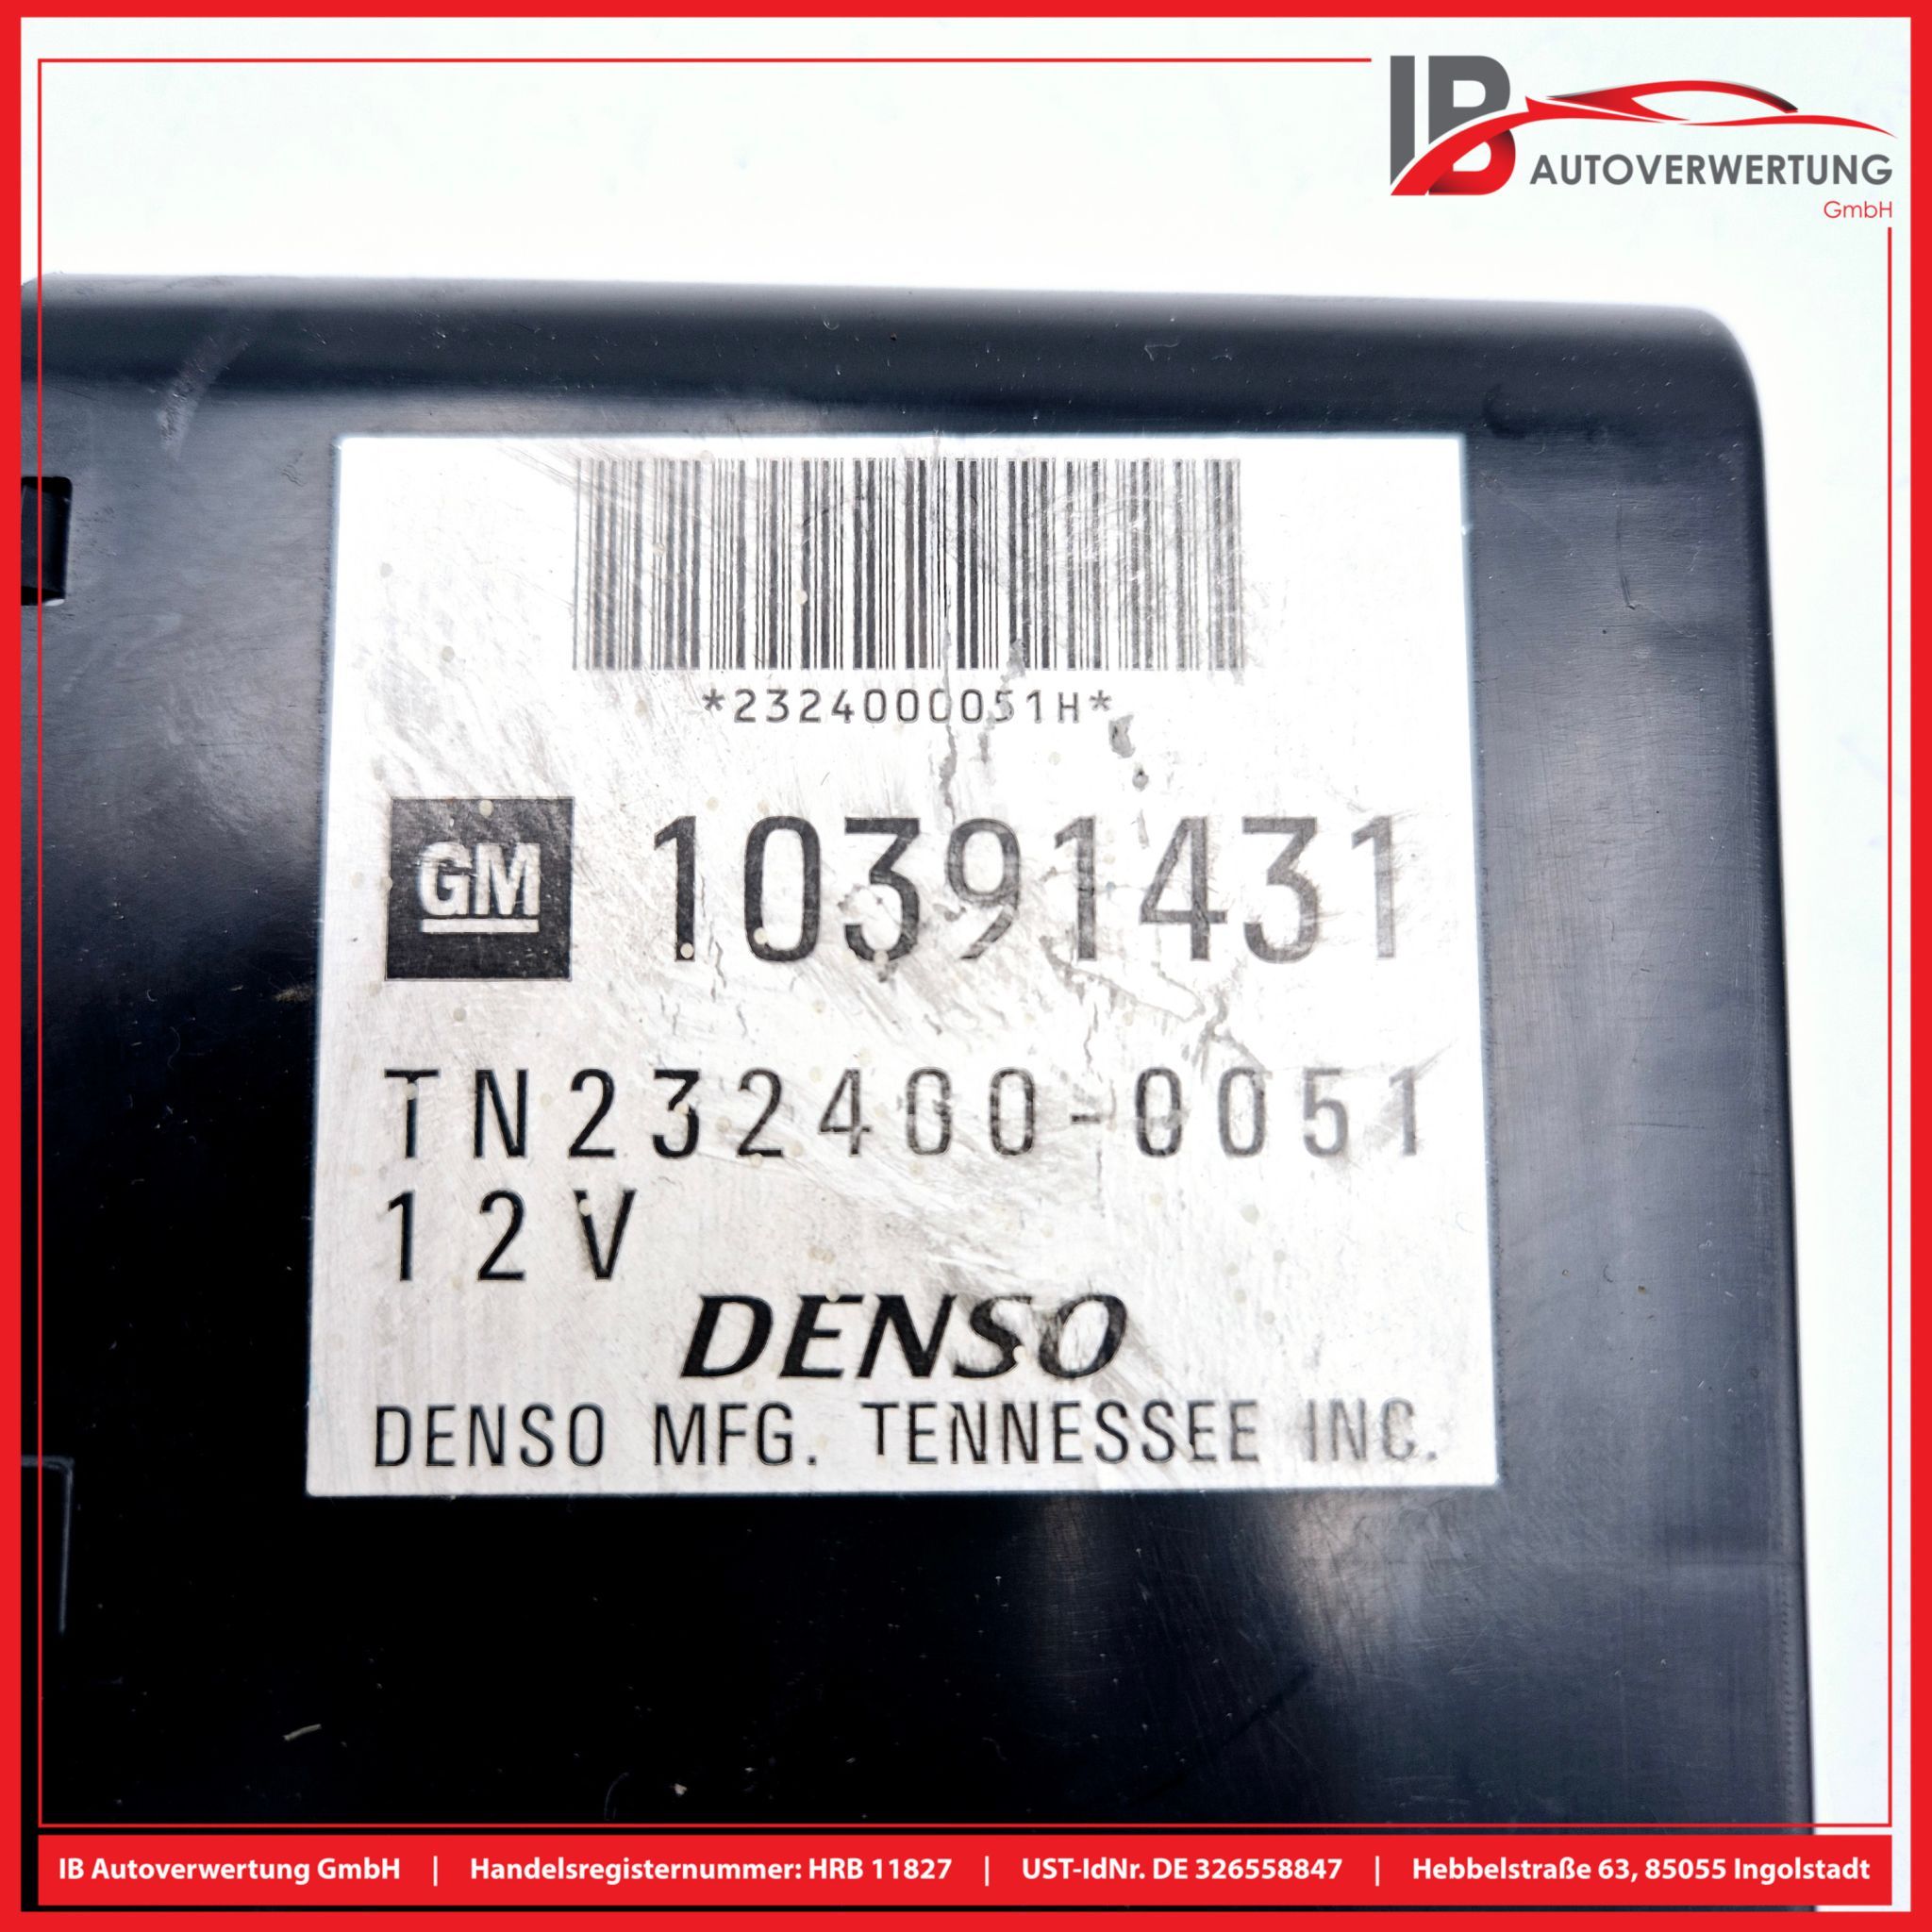 IB
AUTOVERWERTUNG
GmbH
*2324000051H*
GM 10391431
TN232400-0051
12V
DENSO
DENSO MFG. TENNESSEE INC.
IB Autoverwertung GmbH | Handelsregisternummer: HRB 11827 | UST-IdNr. DE 326558847 | Hebbelstraße 63, 85055 Ingolstadt